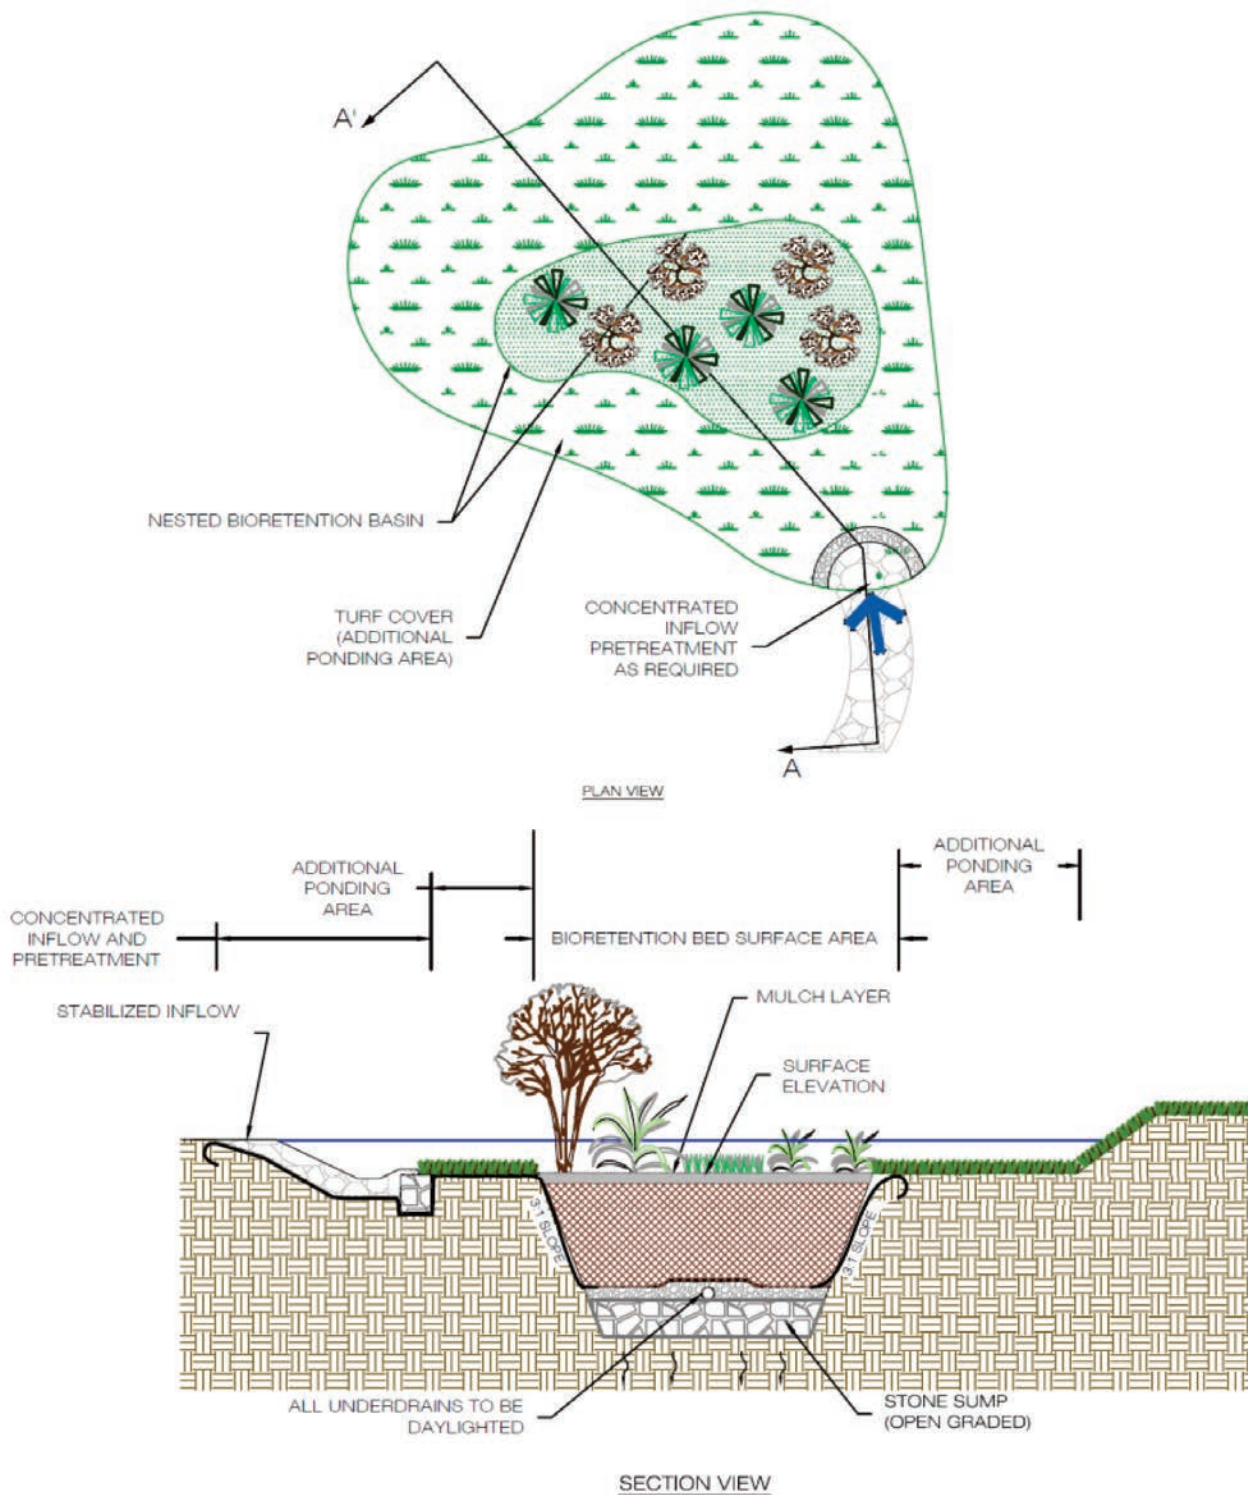 A'
NESTED BIORETENTION BASIN
TURF COVER
(ADDITIONAL
PONDING AREA)
CONCENTRATED
INFLOW
PRETREATMENT
AS REQUIRED
A
PLAN VIEW
ADDITIONAL
PONDING
AREA
ADDITIONAL
PONDING
AREA
CONCENTRATED
INFLOW AND
PRETREATMENT
BIORETENTION BED SURFACE AREA
STABILIZED INFLOW
MULCH LAYER
SURFACE
ELEVATION
3:1 SLOPE
3:1 SLOPE
ALL UNDERDRAINS TO BE
DAYLIGHTED
STONE SUMP
(OPEN GRADED)
SECTION VIEW